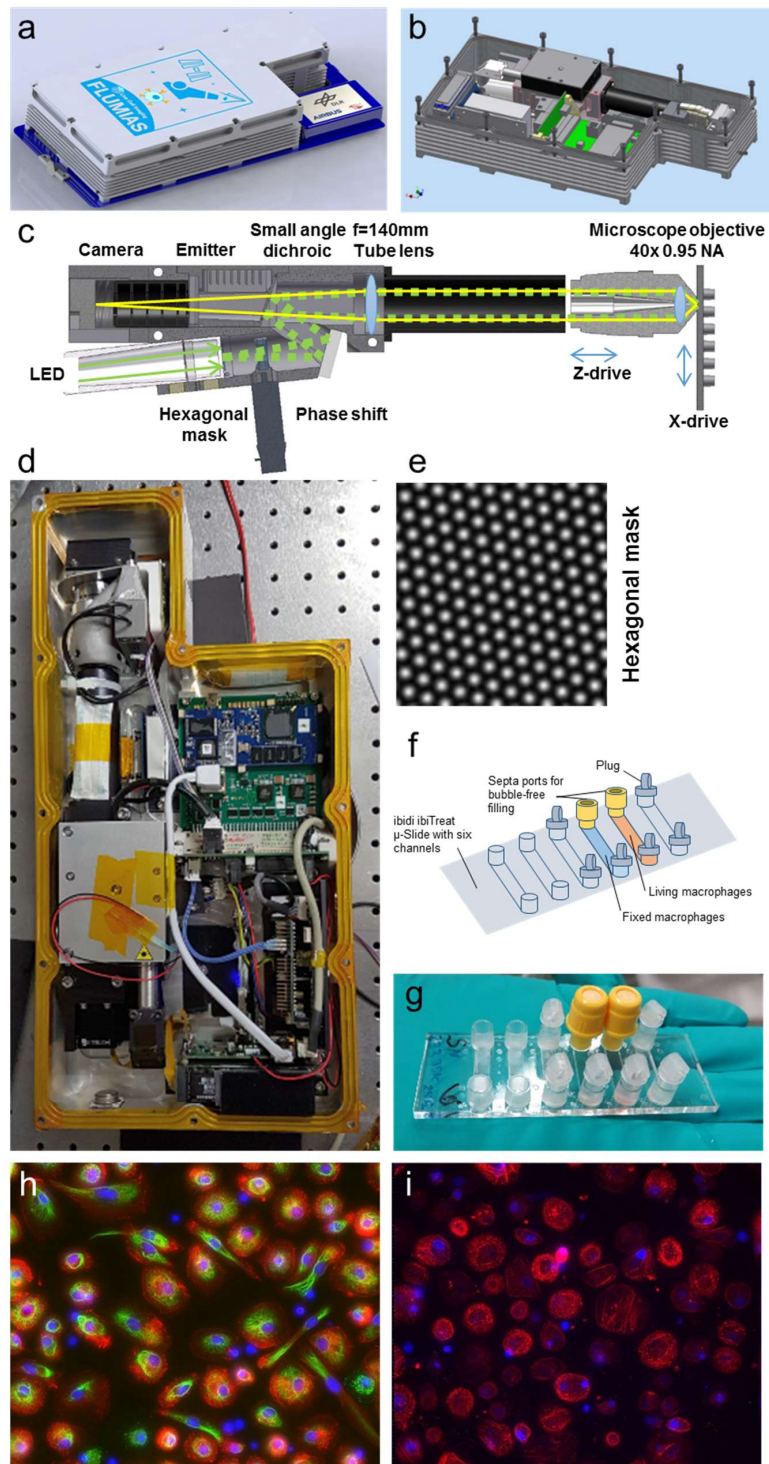 a
FLUMIAS
DLR
AIRBUS
b
c
Camera
Emitter
Small angle
dichroic
f=140mm
Tube lens
Microscope objective
40x 0.95 NA
LED
Hexagonal
mask
Phase shift
Z-drive
X-drive
d
e
Hexagonal mask
f
Plug
Septa ports for
bubble-free
filling
ibidi ibiTreat
μ-Slide with six
channels
Living macrophages
Fixed macrophages
g
h
i